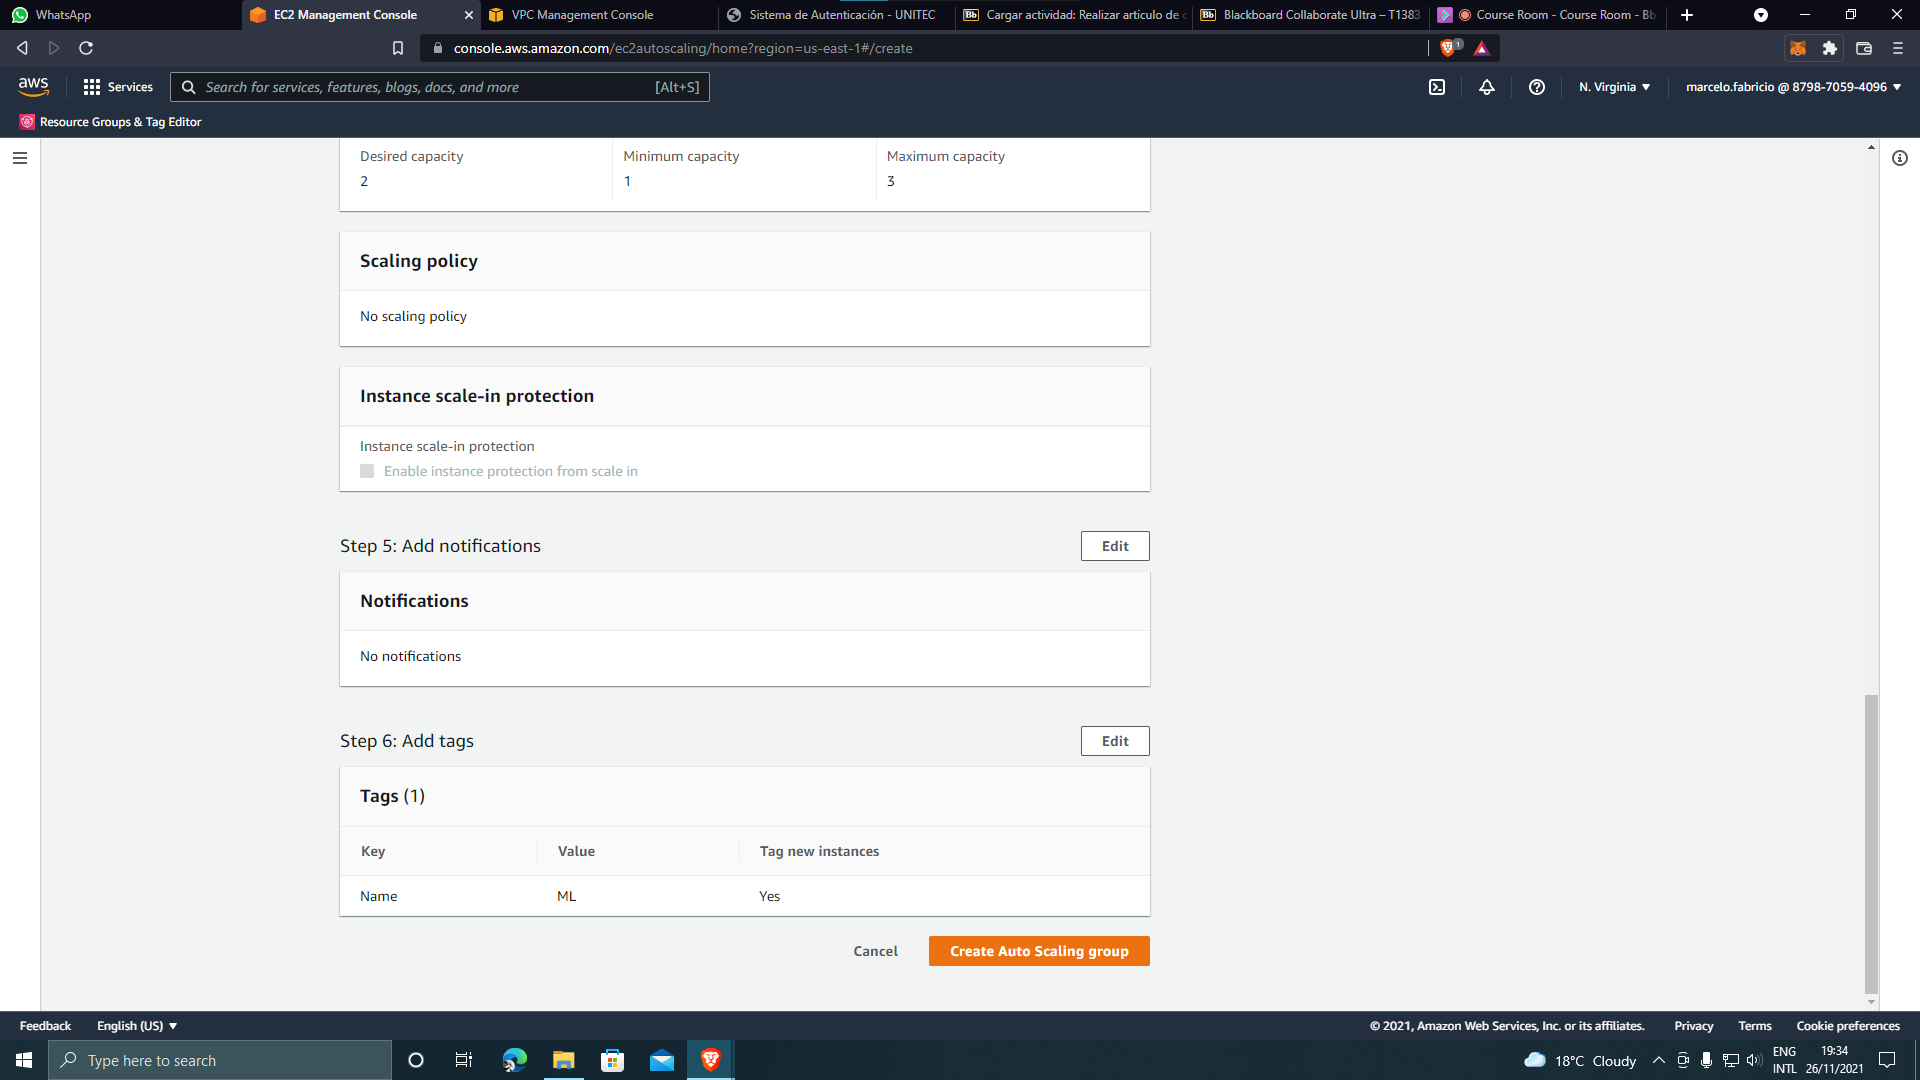 WhatsApp
EC2 Management Console
VPC Management Console
Sistema de Autenticación - UNITEC
Bb Cargar actividad: Realizar articulo de
Bb Blackboard Collaborate Ultra – T1383
Course Room - Course Room - Bb
console.aws.amazon.com/ec2autoscaling/home?region=us-east-1#/create
1
aws
Services
Search for services, features, blogs, docs, and more
[Alt+S]
N. Virginia
marcelo.fabricio @ 8798-7059-4096
Resource Groups & Tag Editor
Desired capacity
Minimum capacity
Maximum capacity
2
1
3
Scaling policy
No scaling policy
Instance scale-in protection
Instance scale-in protection
Enable instance protection from scale in
Step 5: Add notifications
Edit
Notifications
No notifications
Step 6: Add tags
Edit
Tags (1)
Key
Value
Tag new instances
Name
ML
Yes
Cancel
Create Auto Scaling group
Feedback
English (US)
© 2021, Amazon Web Services, Inc. or its affiliates.
Privacy
Terms
Cookie preferences
Type here to search
18°C Cloudy
ENG
INTL
19:34
26/11/2021